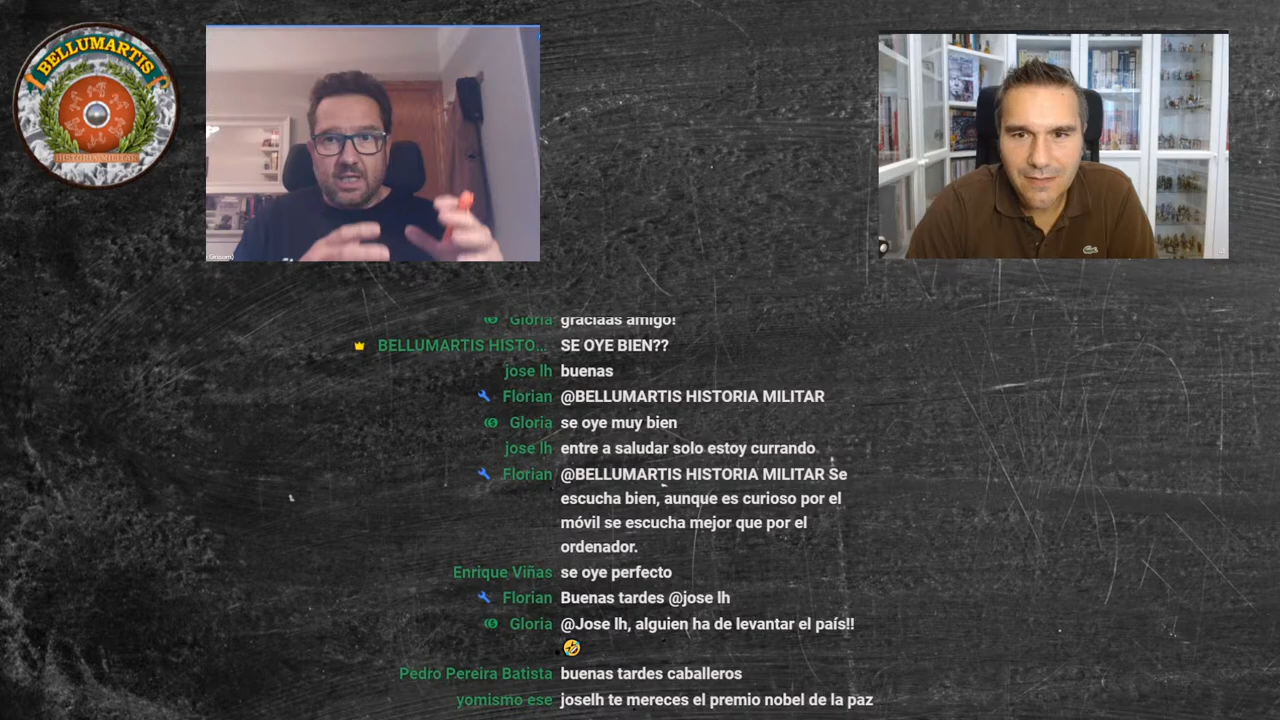 BELLUMARTIS
HISTORIA MILITAR
Gloria graciaas amigo!
BELLUMARTIS HISTO... SE OYE BIEN??
jose lh buenas
Florian @BELLUMARTIS HISTORIA MILITAR
Gloria se oye muy bien
jose lh entre a saludar solo estoy currando
Florian @BELLUMARTIS HISTORIA MILITAR Se
escucha bien, aunque es curioso por el
móvil se escucha mejor que por el
ordenador.
Enrique Viñas se oye perfecto
Florian Buenas tardes @jose lh
Gloria @Jose lh, alguien ha de levantar el país!!
🤣
Pedro Pereira Batista buenas tardes caballeros
yomismo ese joselh te mereces el premio nobel de la paz